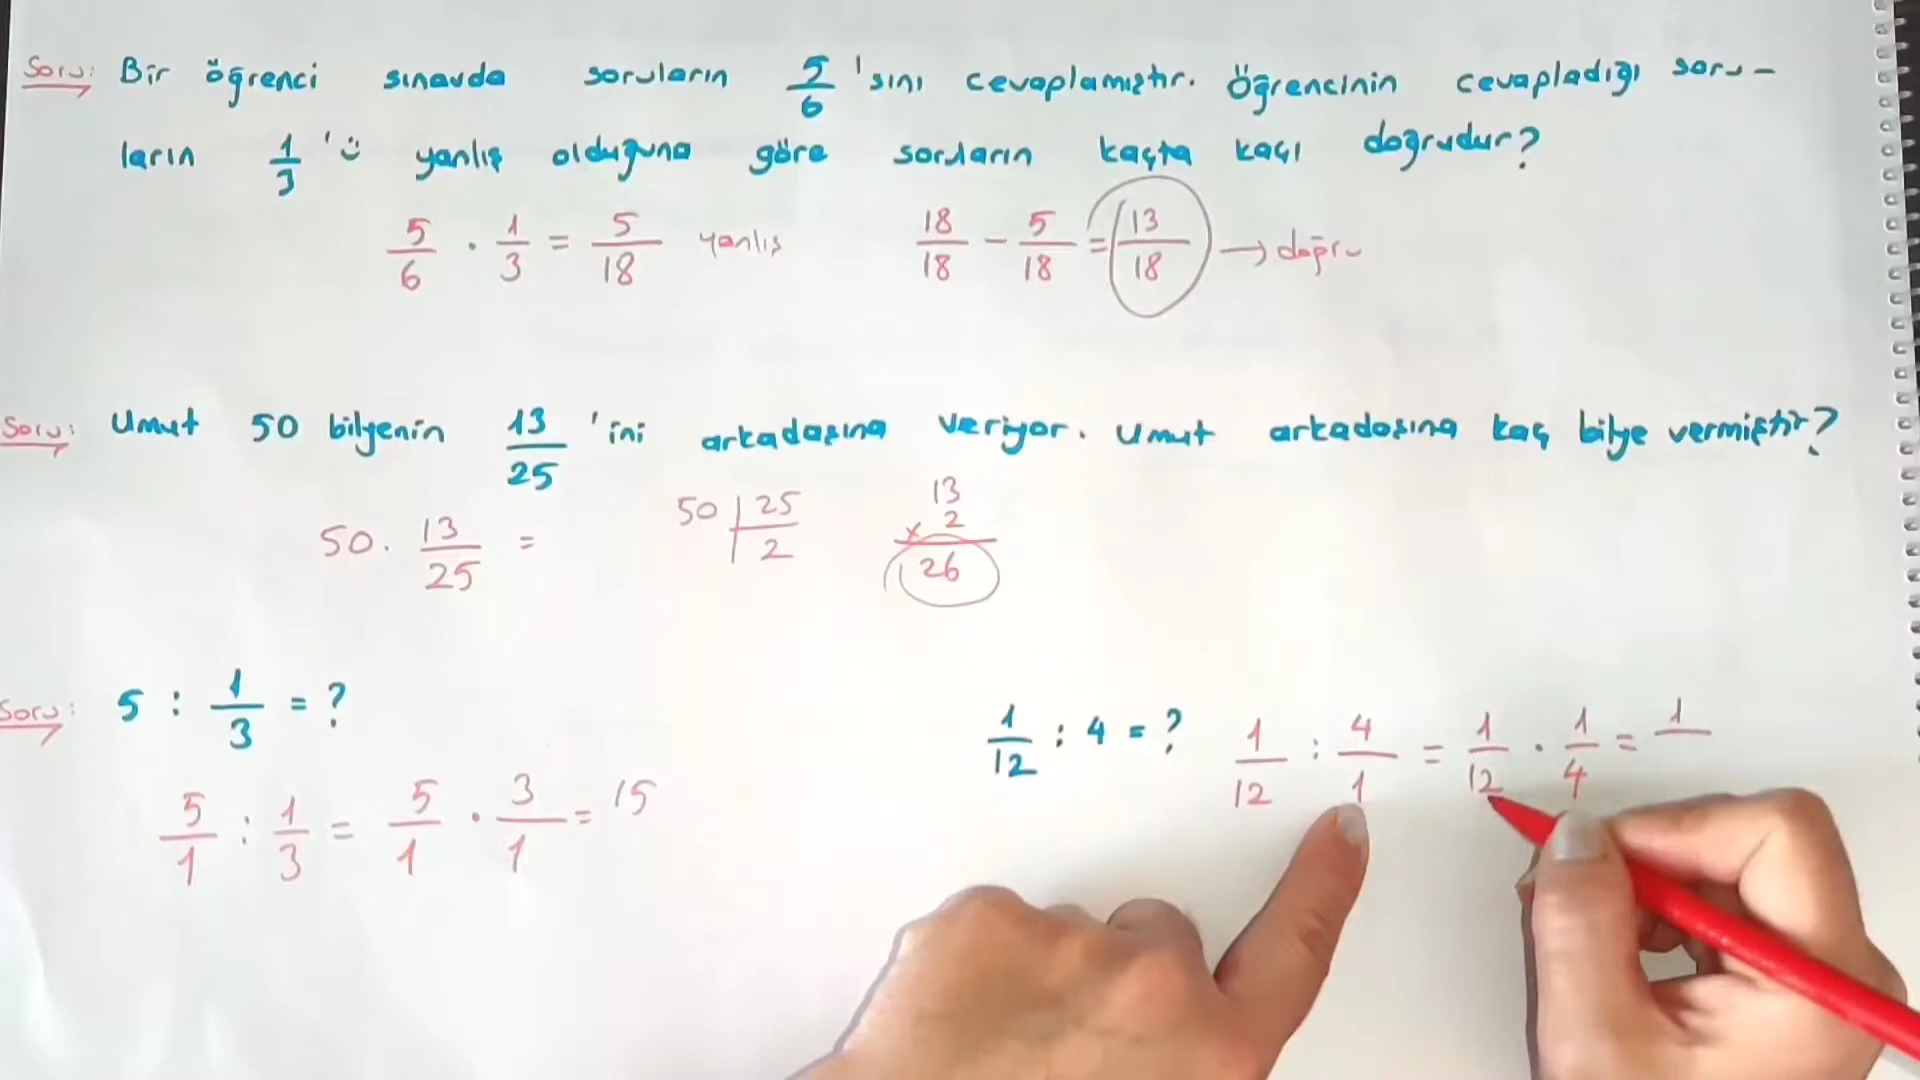 Soru: Bir öğrenci sınavda soruların 5/6 'sını cevaplamıştır. Öğrencinin cevapladığı soru-
ların 1/3 'ü yanlış olduğuna göre soruların kaçta kaçı doğrudur?
5/6 . 1/3 = 5/18 yanlış 18/18 - 5/18 = 13/18 → doğru
Soru: Umut 50 bilyenin 13/25 'ini arkadaşına veriyor. Umut arkadaşına kaç bilye vermiştir?
50 . 13/25 =
50 | 25
2
13
x 2
26
Soru: 5 : 1/3 = ?
5/1 : 1/3 = 5/1 . 3/1 = 15
1/12 : 4 = ? 1/12 : 4/1 = 1/12 . 1/4 = 1/